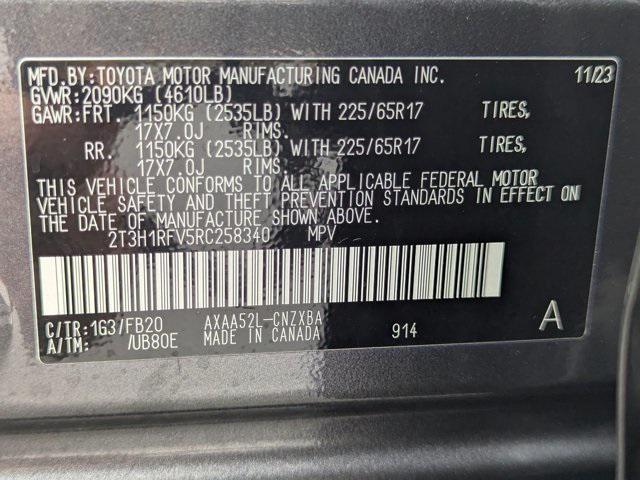 MFD.BY:TOYOTA MOTOR MANUFACTURING CANADA INC. 11/23
GVWR:2090KG (4610LB)
GAWR:FRT. 1150KG (2535LB) WITH 225/65R17 TIRES,
17X7.0J RIMS.
RR. 1150KG (2535LB) WITH 225/65R17 TIRES,
17X7.0J RIMS.
THIS VEHICLE CONFORMS TO ALL APPLICABLE FEDERAL MOTOR
VEHICLE SAFETY AND THEFT PREVENTION STANDARDS IN EFFECT ON
THE DATE OF MANUFACTURE SHOWN ABOVE.
2T3H1RFV5RC258340 MPV
C/TR:1G3/FB20 AXAA52L-CNZXBA A
A/TM: /UB80E MADE IN CANADA 914